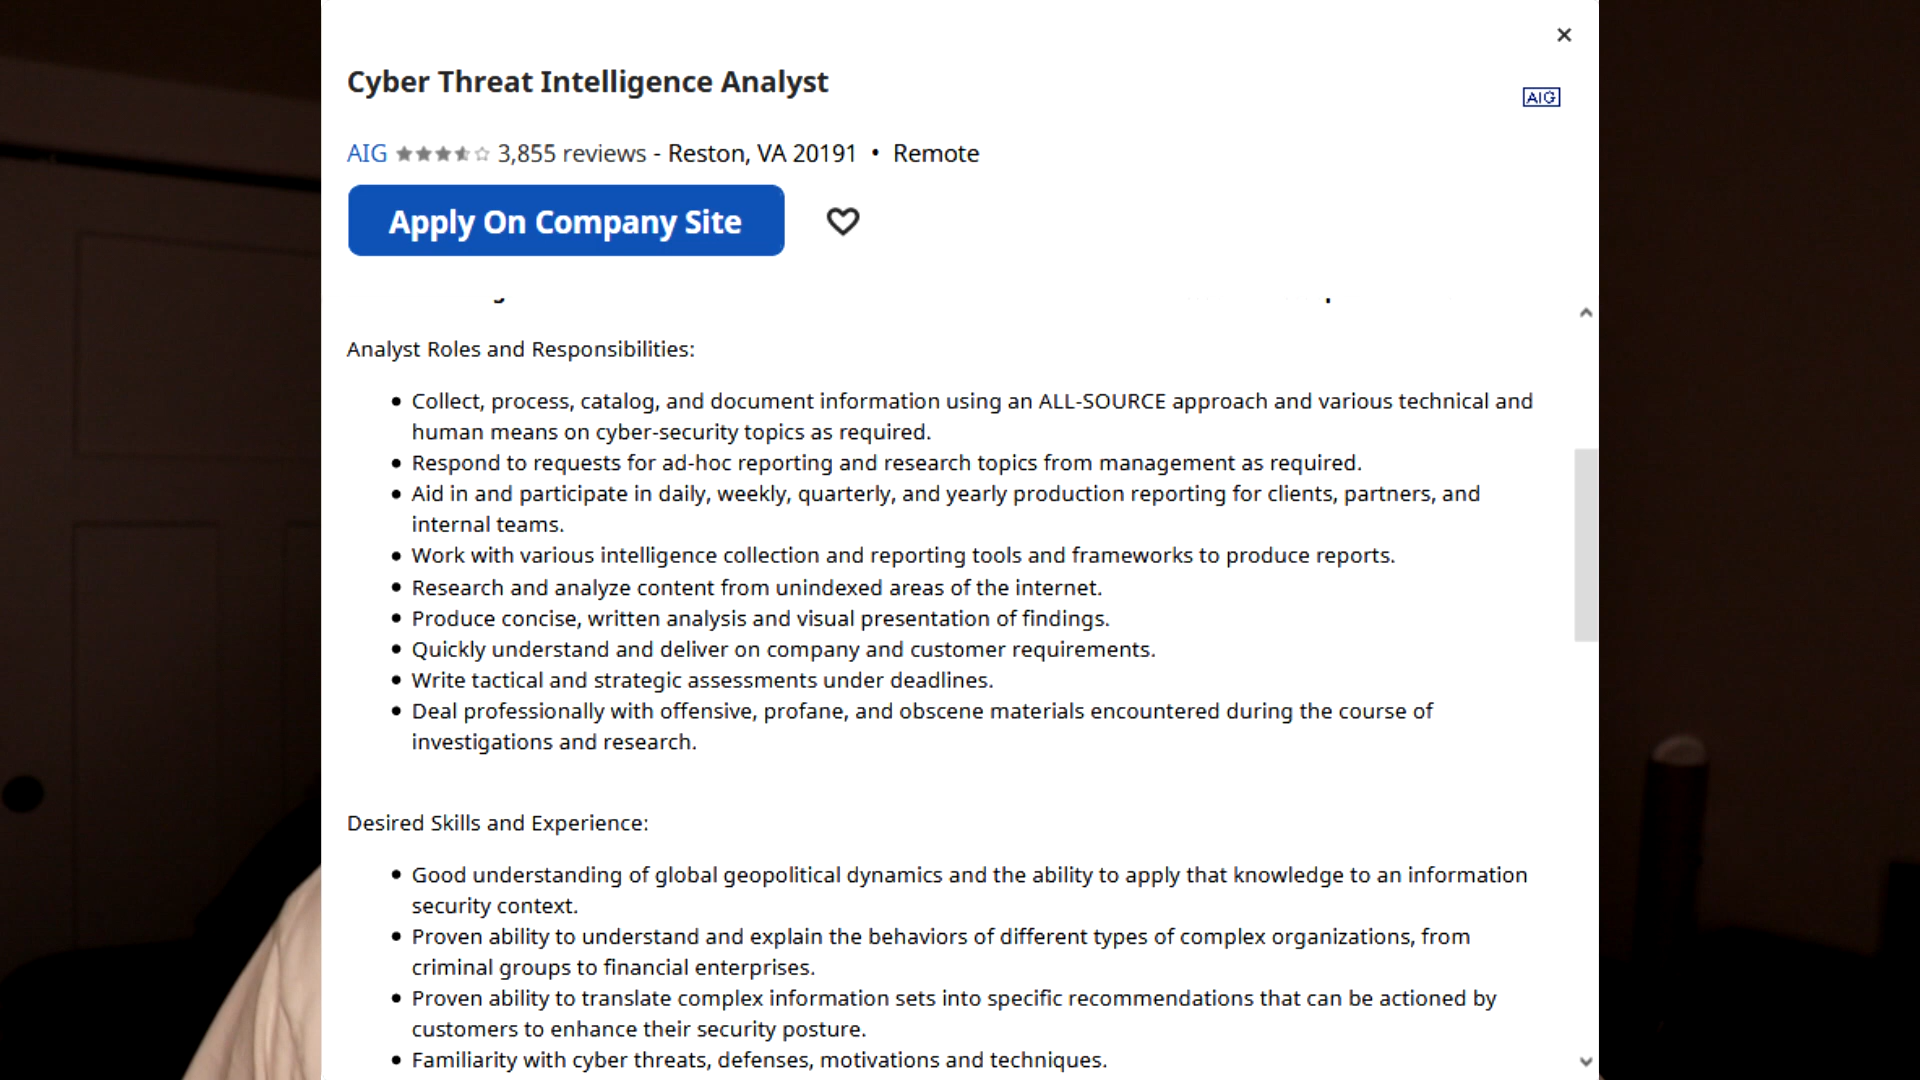 ×
Cyber Threat Intelligence Analyst
AIG
AIG 3,855 reviews - Reston, VA 20191 • Remote
Apply On Company Site
Analyst Roles and Responsibilities:
• Collect, process, catalog, and document information using an ALL-SOURCE approach and various technical and
human means on cyber-security topics as required.
• Respond to requests for ad-hoc reporting and research topics from management as required.
• Aid in and participate in daily, weekly, quarterly, and yearly production reporting for clients, partners, and
internal teams.
• Work with various intelligence collection and reporting tools and frameworks to produce reports.
• Research and analyze content from unindexed areas of the internet.
• Produce concise, written analysis and visual presentation of findings.
• Quickly understand and deliver on company and customer requirements.
• Write tactical and strategic assessments under deadlines.
• Deal professionally with offensive, profane, and obscene materials encountered during the course of
investigations and research.
Desired Skills and Experience:
• Good understanding of global geopolitical dynamics and the ability to apply that knowledge to an information
security context.
• Proven ability to understand and explain the behaviors of different types of complex organizations, from
criminal groups to financial enterprises.
• Proven ability to translate complex information sets into specific recommendations that can be actioned by
customers to enhance their security posture.
• Familiarity with cyber threats, defenses, motivations and techniques.